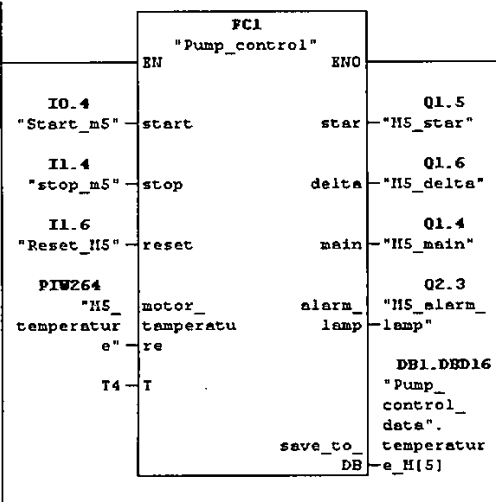 FC1
"Pump_control"
EN ENO
I0.4 Q1.5
"Start_m5" start star "M5_star"
I1.4 Q1.6
"stop_m5" stop delta "M5_delta"
I1.6 Q1.4
"Reset_M5" reset main "M5_main"
PIW264 Q2.3
"M5_ motor_ alarm_ "M5_alarm_
temperatur tamperatu lamp lamp"
e" re
T4 T DB1.DBD16
"Pump_
control_
data".
save_to_ temperatur
DB e_M[5]